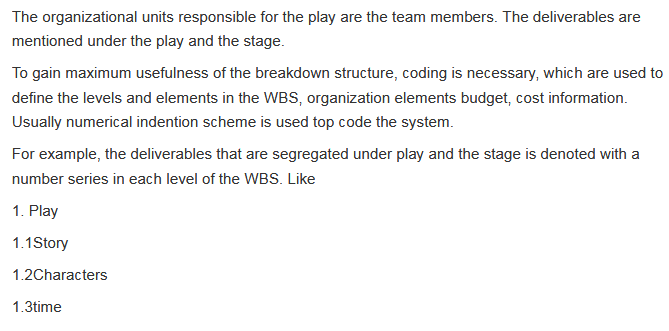 The organizational units responsible for the play are the team members. The deliverables are
mentioned under the play and the stage.
To gain maximum usefulness of the breakdown structure, coding is necessary, which are used to
define the levels and elements in the WBS, organization elements budget, cost information.
Usually numerical indention scheme is used top code the system.
For example, the deliverables that are segregated under play and the stage is denoted with a
number series in each level of the WBS. Like
1. Play
1.1Story
1.2Characters
1.3time